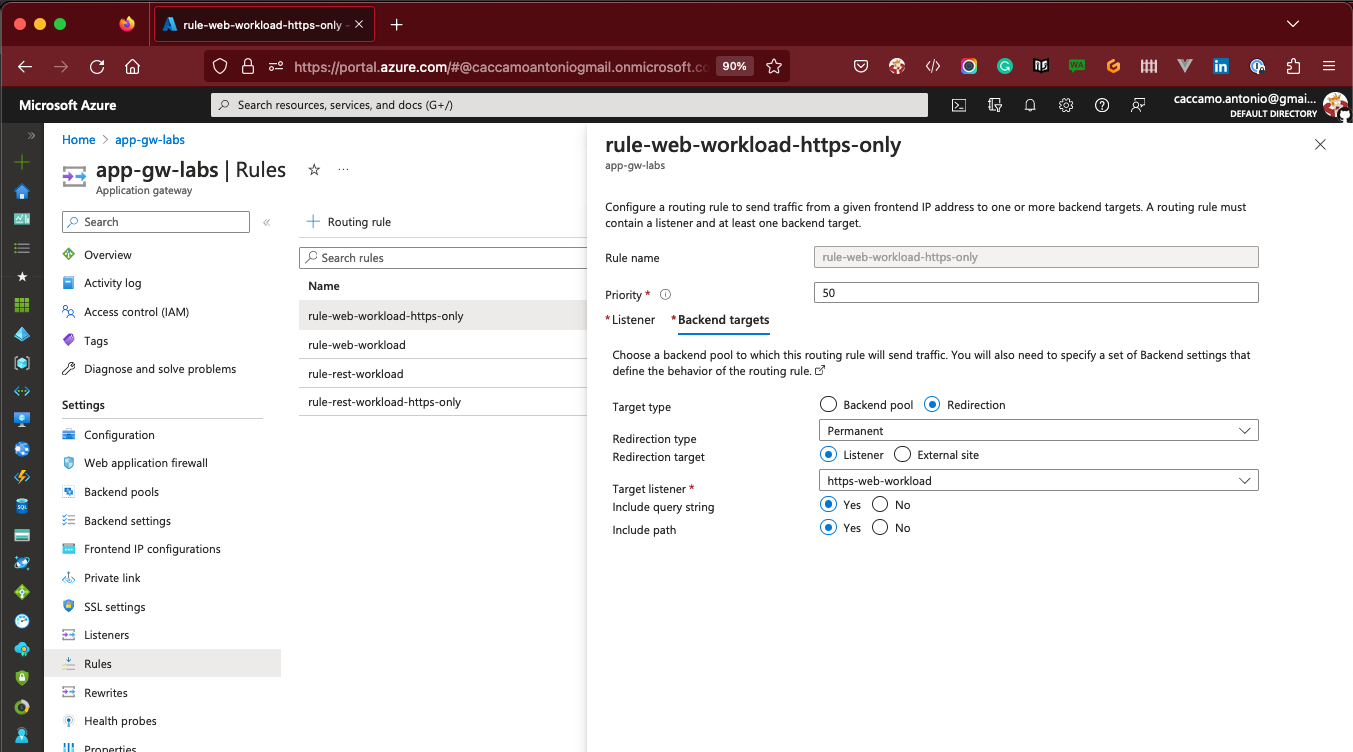 rule-web-workload-https-only -
https://portal.azure.com/#@caccamoantoniogmail.onmicrosoft.co
90%
Microsoft Azure
Search resources, services, and docs (G+/)
caccamo.antonio@gmai...
DEFAULT DIRECTORY
Home > app-gw-labs
app-gw-labs | Rules
Application gateway
Search
Overview
Activity log
Access control (IAM)
Tags
Diagnose and solve problems
Settings
Configuration
Web application firewall
Backend pools
Backend settings
Frontend IP configurations
Private link
SSL settings
Listeners
Rules
Rewrites
Health probes
Properties
Routing rule
Search rules
Name
rule-web-workload-https-only
rule-web-workload
rule-rest-workload
rule-rest-workload-https-only
rule-web-workload-https-only
app-gw-labs
Configure a routing rule to send traffic from a given frontend IP address to one or more backend targets. A routing rule must
contain a listener and at least one backend target.
Rule name
rule-web-workload-https-only
Priority *
50
* Listener
* Backend targets
Choose a backend pool to which this routing rule will send traffic. You will also need to specify a set of Backend settings that
define the behavior of the routing rule.
Target type
Backend pool
Redirection
Redirection type
Permanent
Redirection target
Listener
External site
Target listener *
https-web-workload
Include query string
Yes
No
Include path
Yes
No